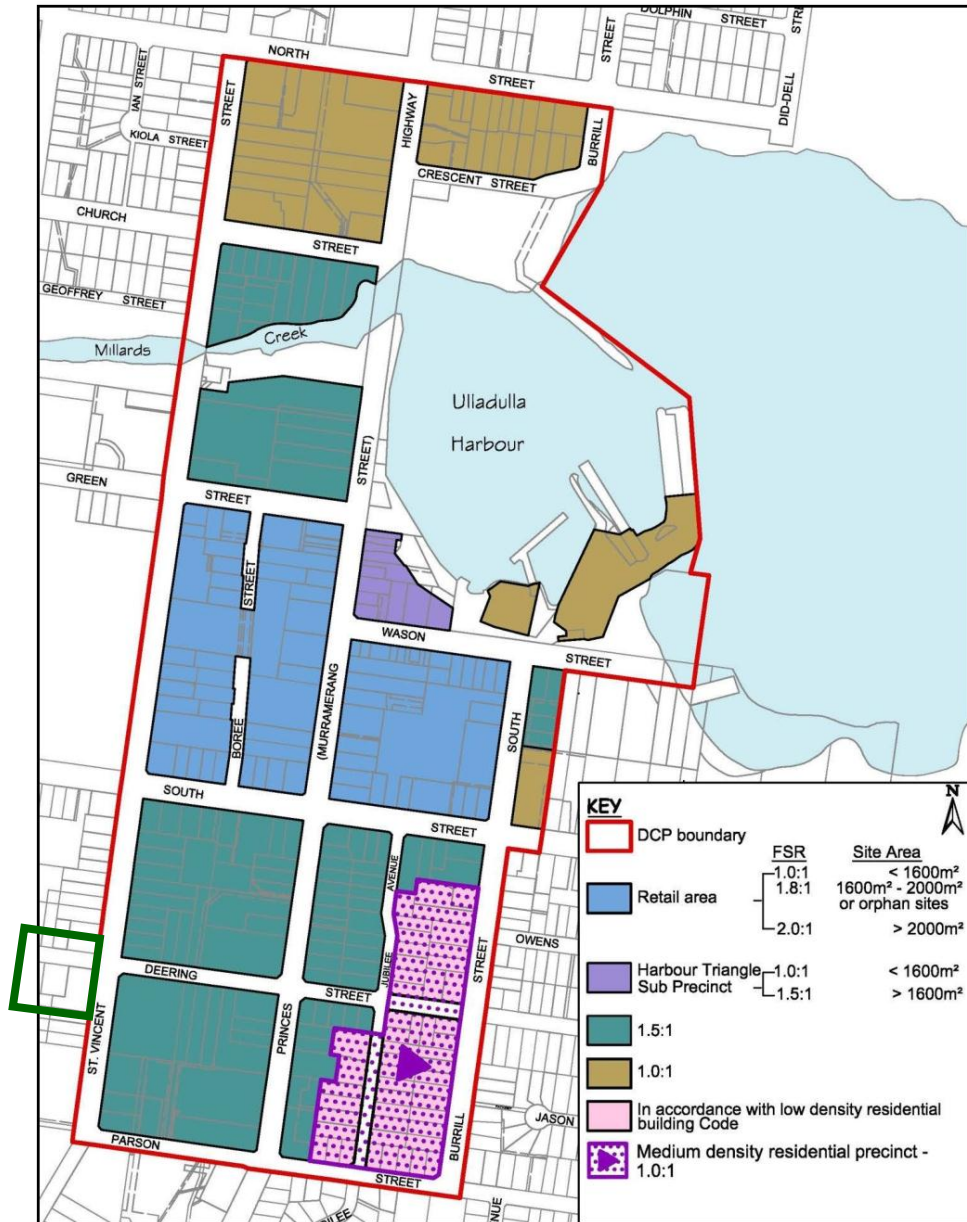 DOLPHIN STREET
STREET
STRE
NORTH
STREET
IAN STREET
KIOLA STREET
STREET
HIGHWAY
BURRILL
DID-DELL
CRESCENT STREET
CHURCH
STREET
GEOFFREY STREET
Millards
Creek
Ulladulla
Harbour
STREET)
GREEN
STREET
STREET
WASON
STREET
BOREE
(MURRAMERANG
SOUTH
SOUTH
STREET
AVENUE
JUBILEE
STREET
OWENS
DEERING
STREET
PRINCES
ST. VINCENT
BURRILL
JASON
PARSON
STREET
NUE
KEY
N
DCP boundary
FSR Site Area
Retail area
1.0:1 < 1600m²
1.8:1 1600m² - 2000m²
or orphan sites
2.0:1 > 2000m²
Harbour Triangle 1.0:1 < 1600m²
Sub Precinct 1.5:1 > 1600m²
1.5:1
1.0:1
In accordance with low density residential
building Code
Medium density residential precinct -
1.0:1